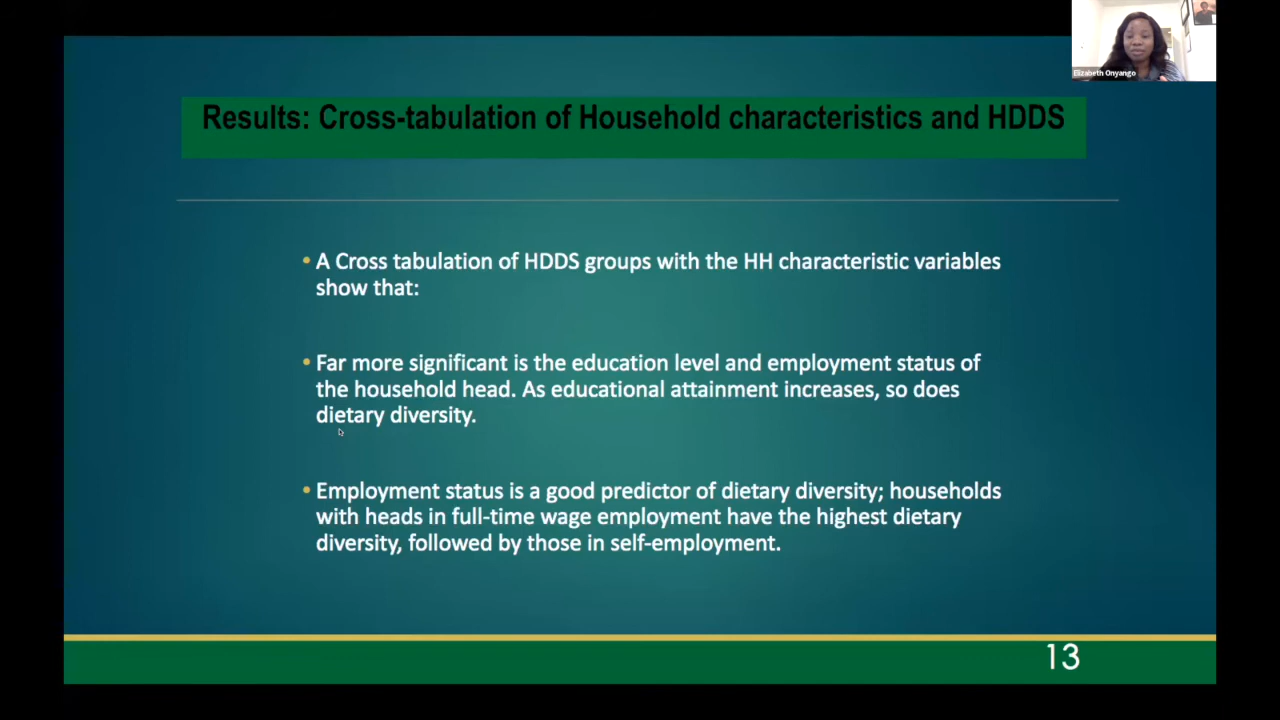 Elizabeth Onyango
Results: Cross-tabulation of Household characteristics and HDDS
• A Cross tabulation of HDDS groups with the HH characteristic variables
show that:
• Far more significant is the education level and employment status of
the household head. As educational attainment increases, so does
dietary diversity.
• Employment status is a good predictor of dietary diversity; households
with heads in full-time wage employment have the highest dietary
diversity, followed by those in self-employment.
13